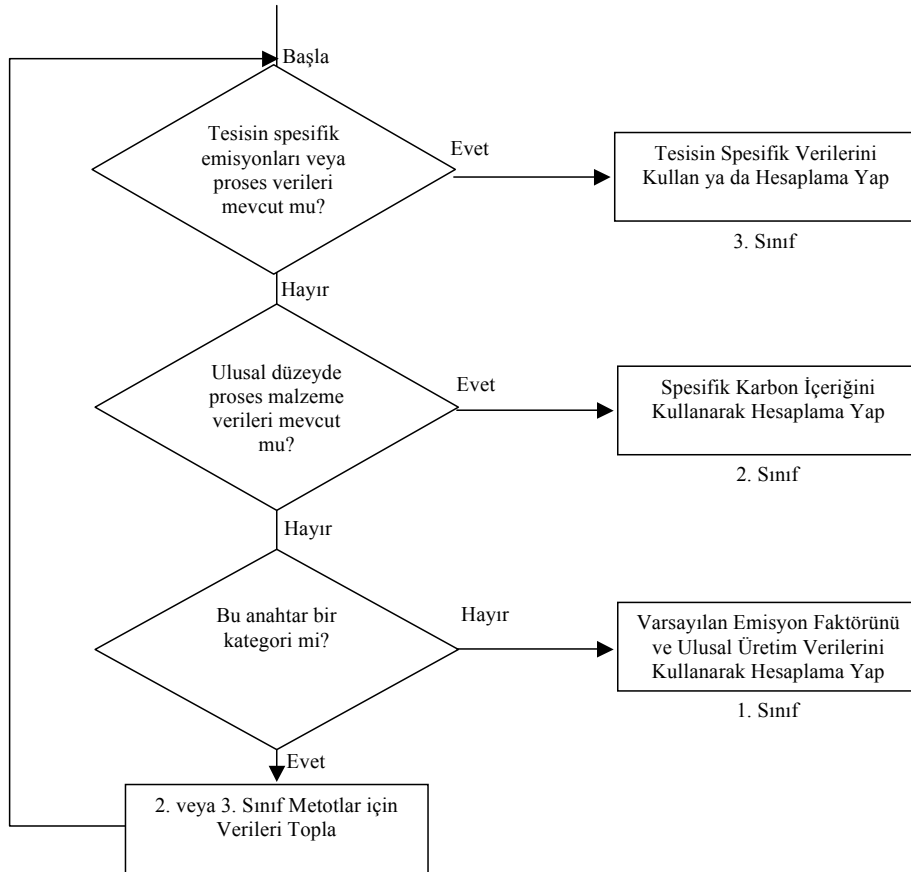 Başla
Tesisin spesifik
emisyonları veya
proses verileri
mevcut mu?
Evet
Tesisin Spesifik Verilerini
Kullan ya da Hesaplama Yap
3. Sınıf
Hayır
Ulusal düzeyde
proses malzeme
verileri mevcut
mu?
Evet
Spesifik Karbon İçeriğini
Kullanarak Hesaplama Yap
2. Sınıf
Hayır
Bu anahtar bir
kategori mi?
Hayır
Varsayılan Emisyon Faktörünü
ve Ulusal Üretim Verilerini
Kullanarak Hesaplama Yap
1. Sınıf
Evet
2. veya 3. Sınıf Metotlar için
Verileri Topla